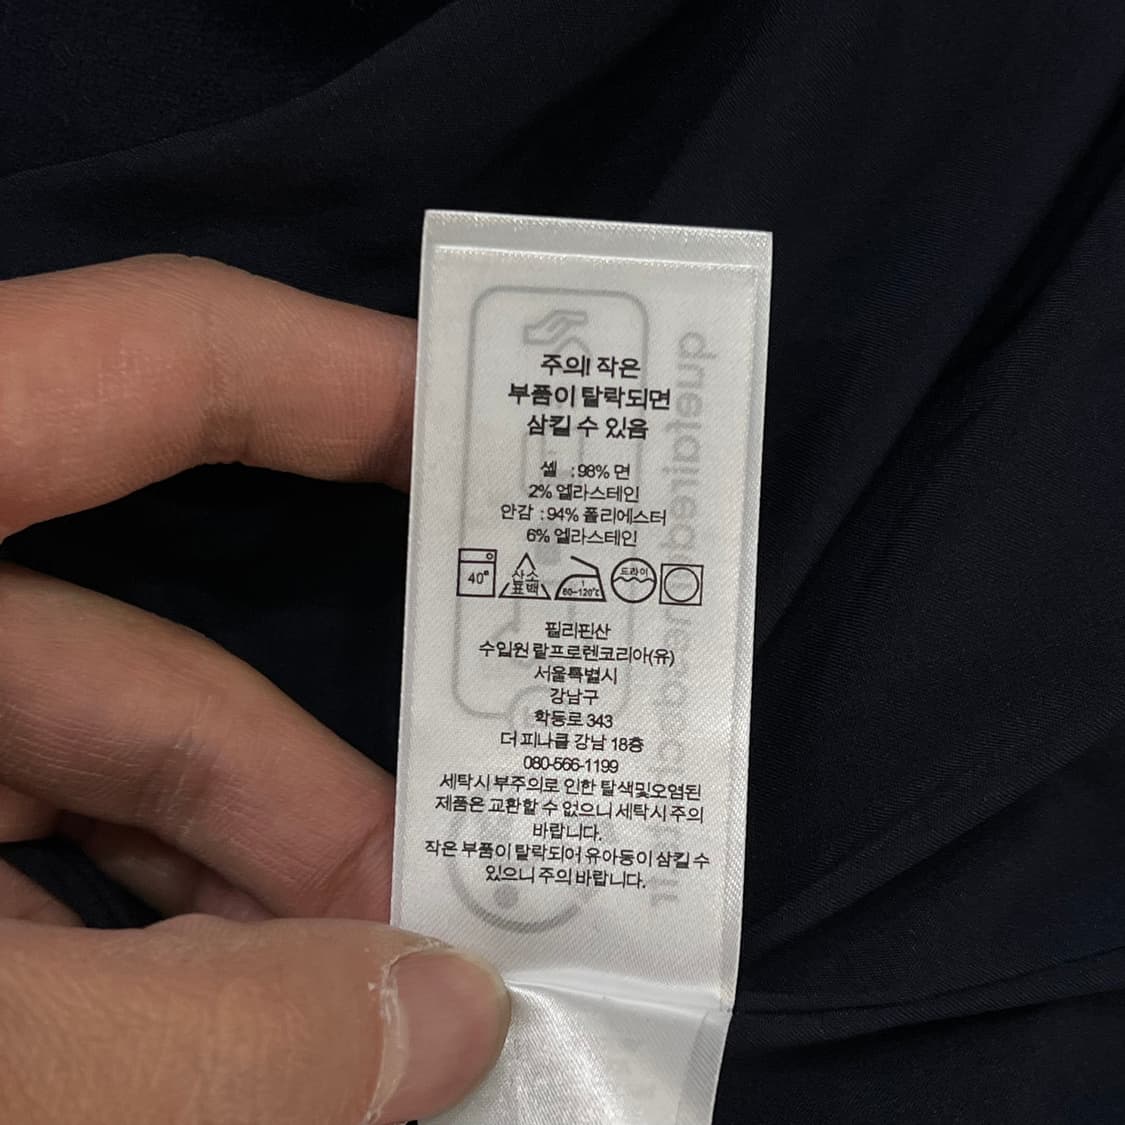 주의! 작은
부품이 탈락되면
삼킬 수 있음
셸 : 98% 면
2% 엘라스테인
안감 : 94% 폴리에스터
6% 엘라스테인
40° 산소 표백 1 80-120℃ 드라이
필리핀산
수입원 랄프로렌코리아(유)
서울특별시
강남구
학동로 343
더 피나클 강남 18층
080-566-1199
세탁시 부주의로 인한 탈색및오염된
제품은 교환할 수 없으니 세탁시 주의
바랍니다.
작은 부품이 탈락되어 유아등이 삼킬 수
있으니 주의 바랍니다.